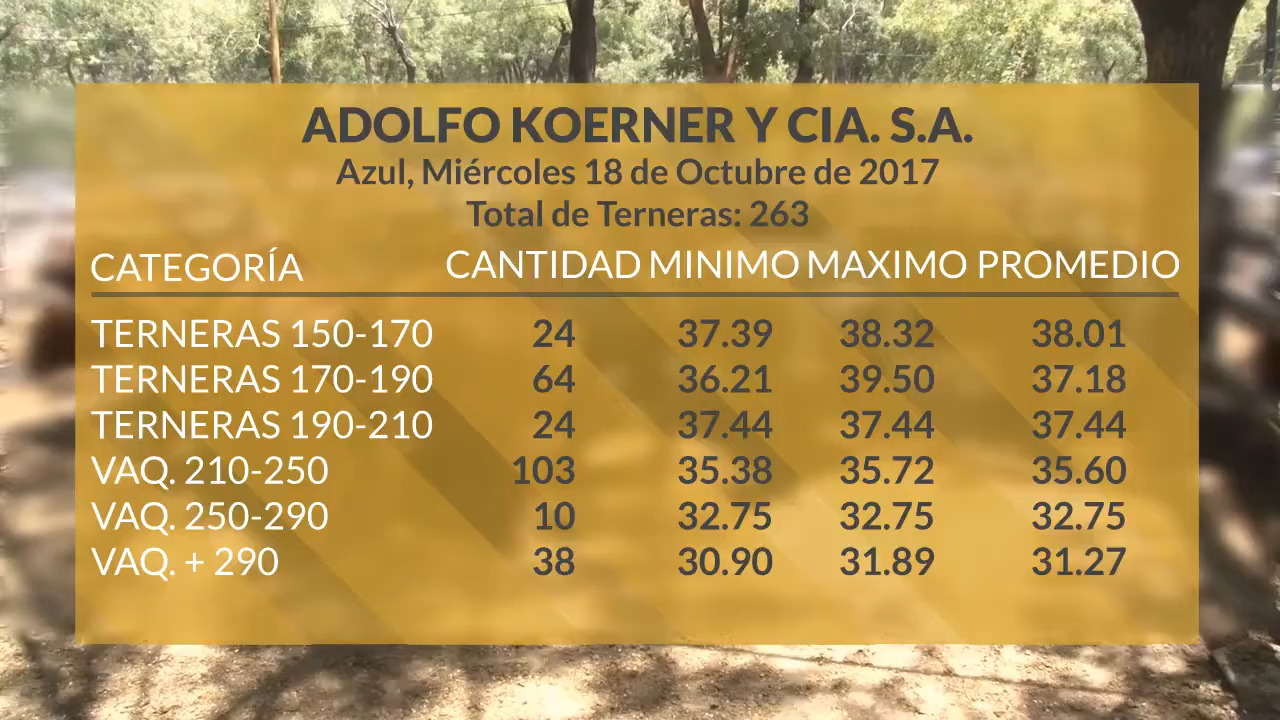 ADOLFO KOERNER Y CIA. S.A.
Azul, Miércoles 18 de Octubre de 2017
Total de Terneras: 263
CATEGORÍA CANTIDAD MINIMO MAXIMO PROMEDIO
TERNERAS 150-170 24 37.39 38.32 38.01
TERNERAS 170-190 64 36.21 39.50 37.18
TERNERAS 190-210 24 37.44 37.44 37.44
VAQ. 210-250 103 35.38 35.72 35.60
VAQ. 250-290 10 32.75 32.75 32.75
VAQ. + 290 38 30.90 31.89 31.27